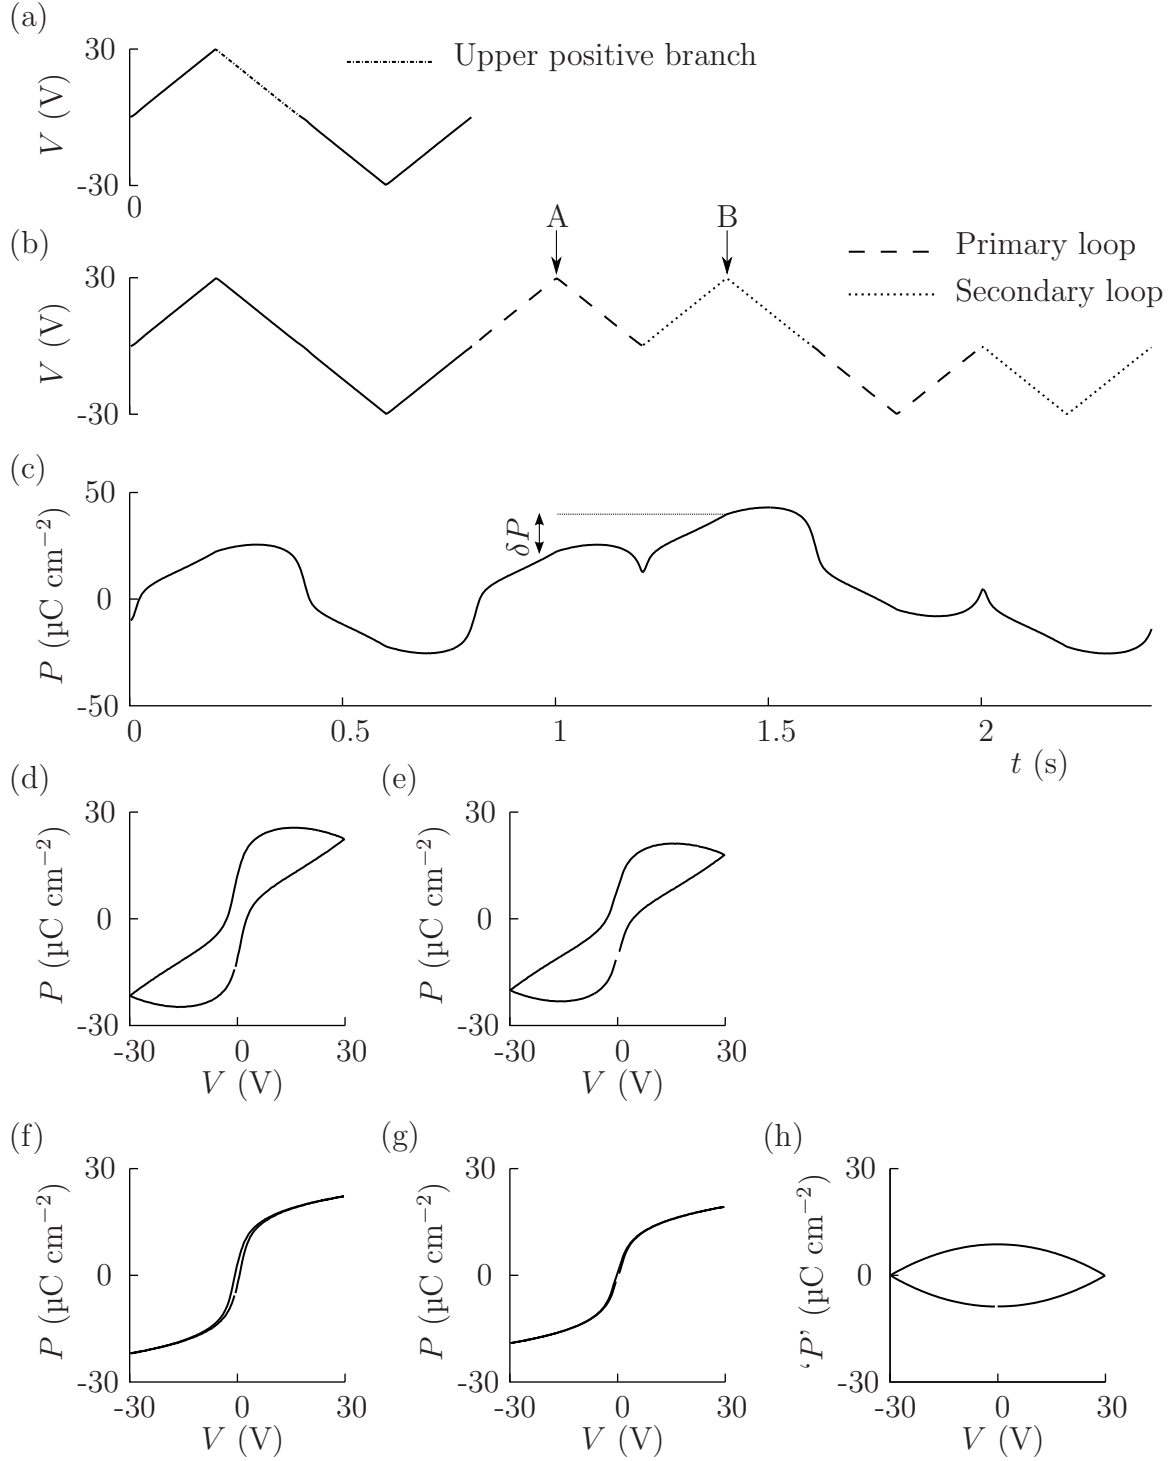 (a)
30
V (V)
-30
0
Upper positive branch
(b)
A
B
Primary loop
Secondary loop
30
V (V)
-30
(c)
50
P (µC cm⁻²)
0
-50
δP
0
0.5
1
1.5
2
t (s)
(d)
30
P (µC cm⁻²)
0
-30
-30
0
30
V (V)
(e)
30
P (µC cm⁻²)
0
-30
-30
0
30
V (V)
(f)
30
P (µC cm⁻²)
0
-30
-30
0
30
V (V)
(g)
30
P (µC cm⁻²)
0
-30
-30
0
30
V (V)
(h)
30
‘P’ (µC cm⁻²)
0
-30
-30
0
30
V (V)